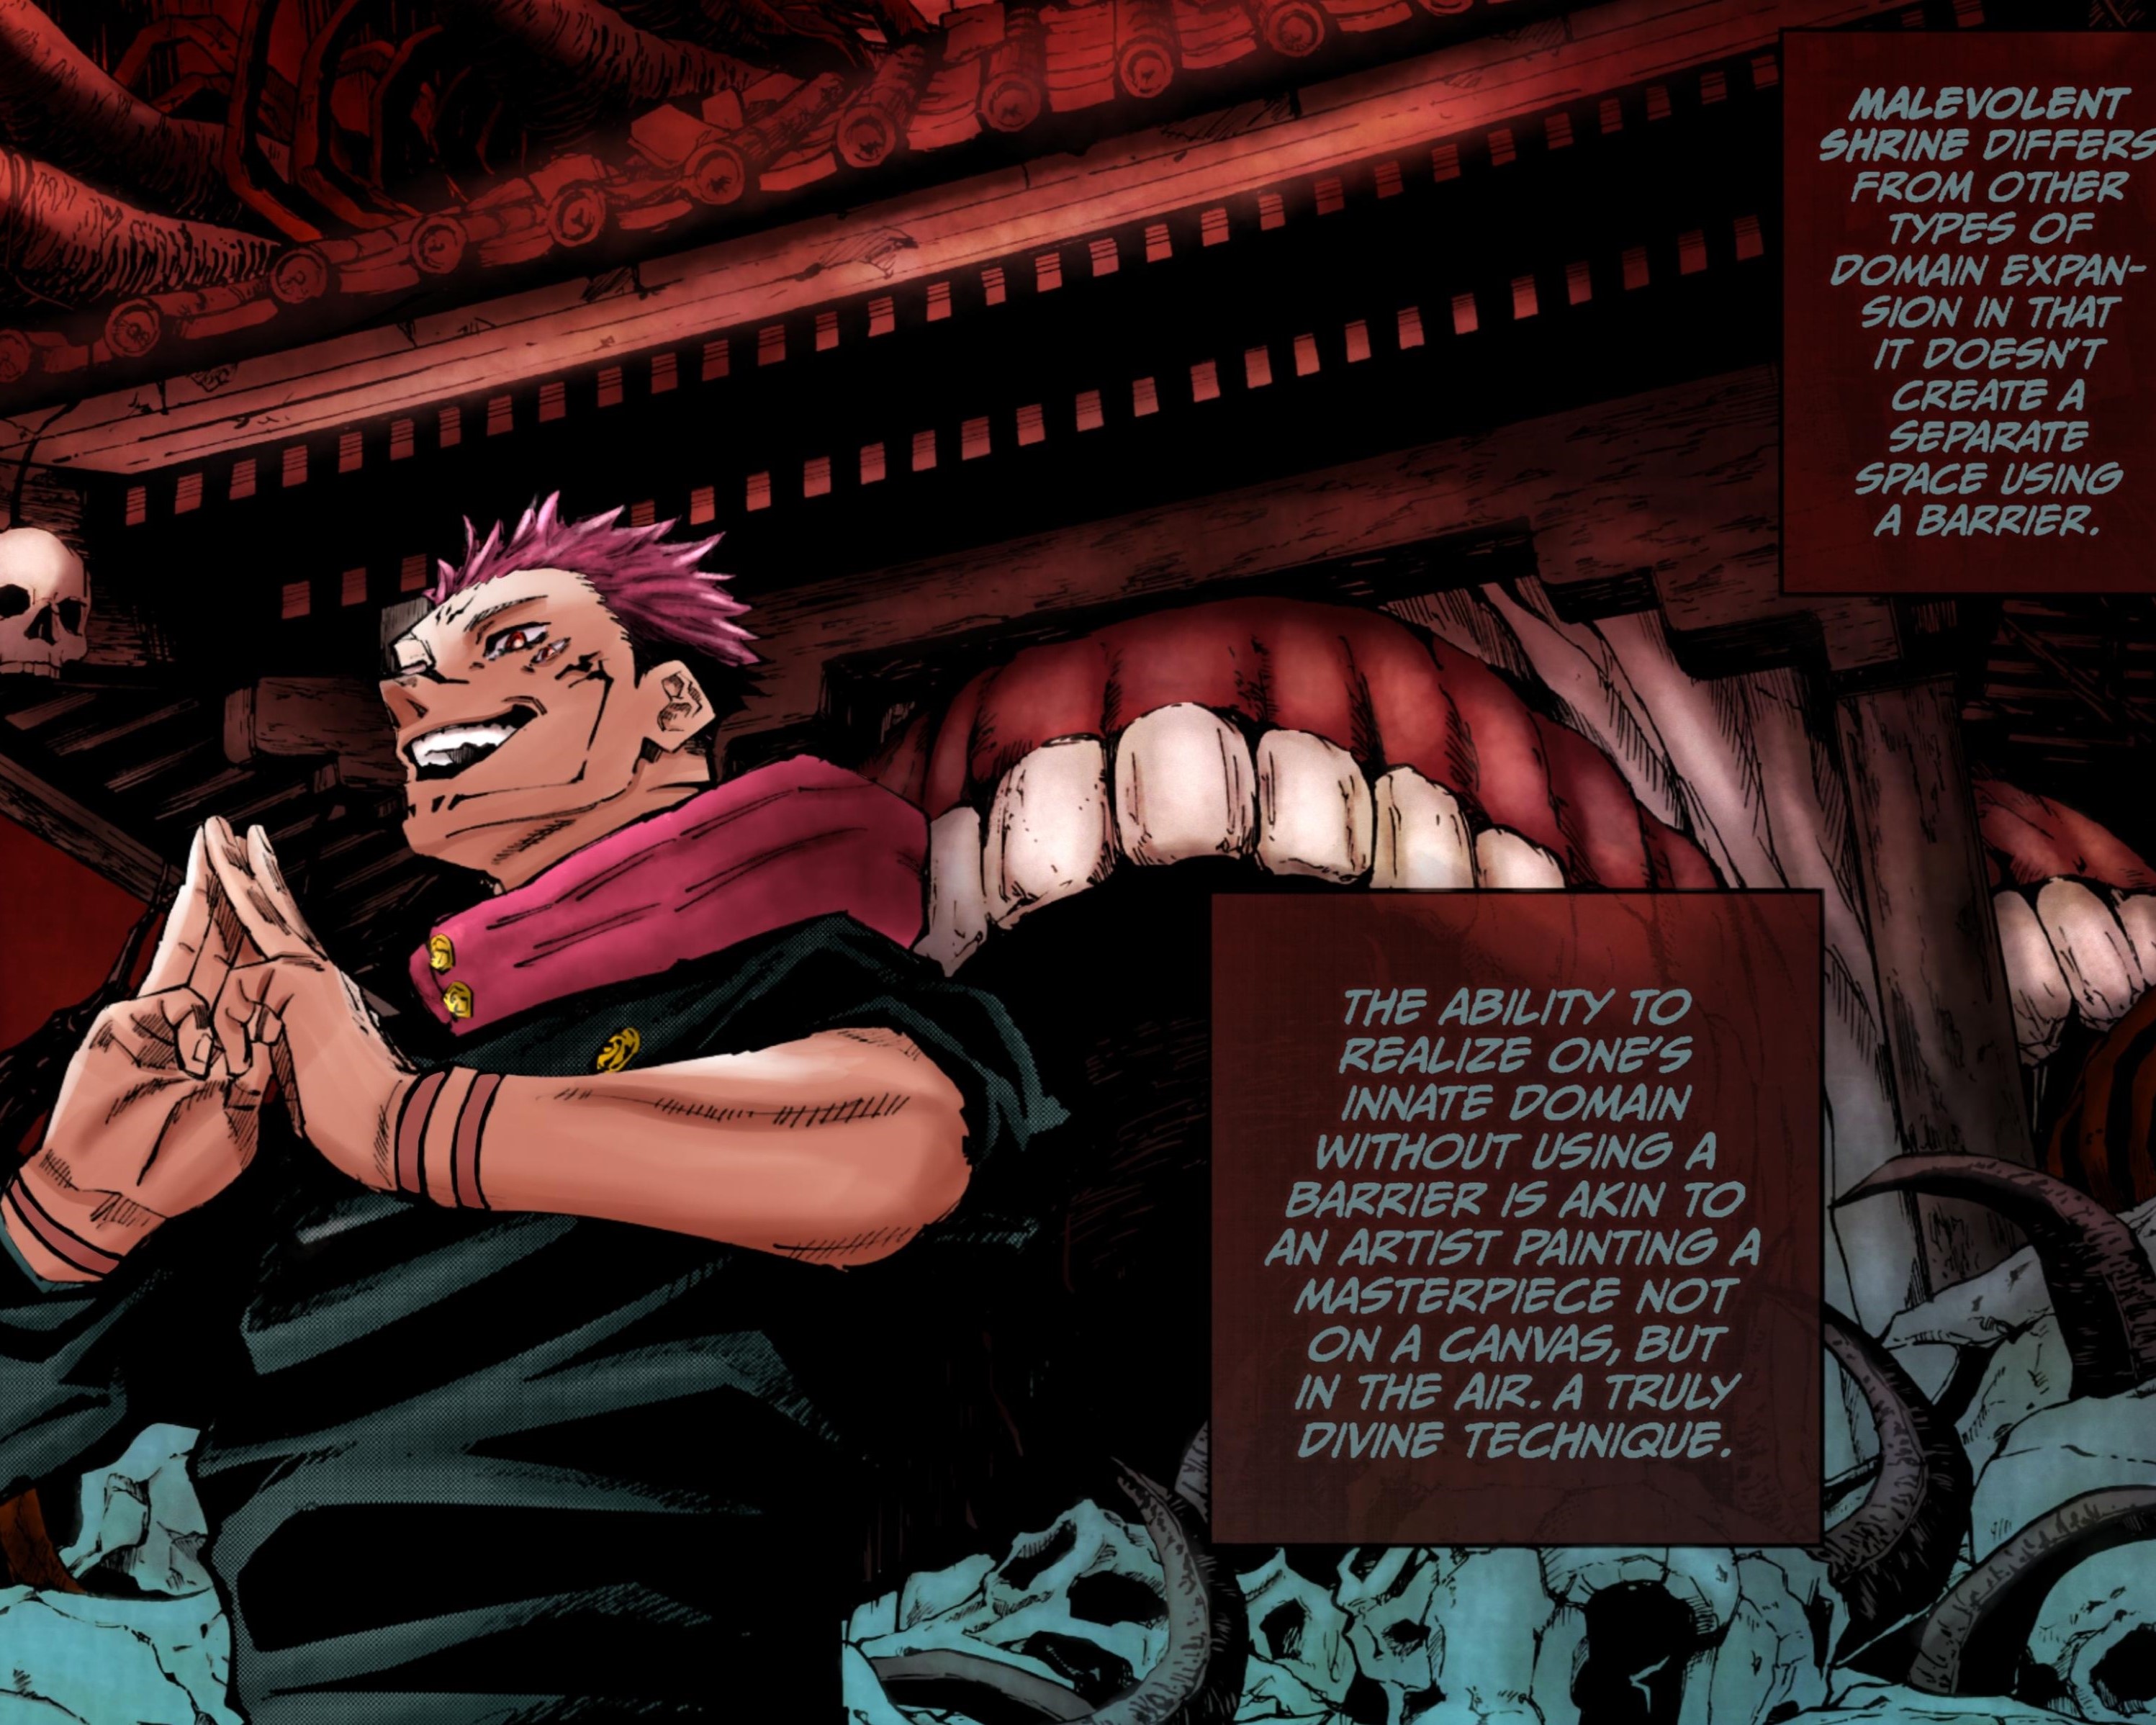 MALEVOLENT
SHRINE DIFFERS
FROM OTHER
TYPES OF
DOMAIN EXPAN-
SION IN THAT
IT DOESN'T
CREATE A
SEPARATE
SPACE USING
A BARRIER.
THE ABILITY TO
REALIZE ONE'S
INNATE DOMAIN
WITHOUT USING A
BARRIER IS AKIN TO
AN ARTIST PAINTING A
MASTERPIECE NOT
ON A CANVAS, BUT
IN THE AIR. A TRULY
DIVINE TECHNIQUE.